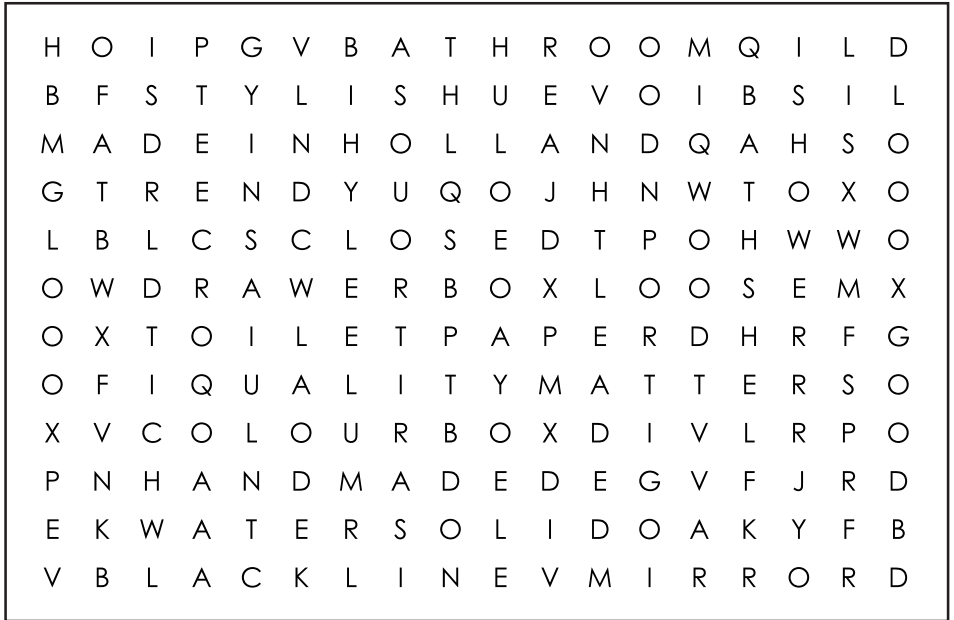 H O I P G V B A T H R O O M Q I L D
B F S T Y L I S H U E V O I B S I L
M A D E I N H O L L A N D Q A H S O
G T R E N D Y U Q O J H N W T O X O
L B L C S C L O S E D T P O H W W O
O W D R A W E R B O X L O O S E M X
O X T O I L E T P A P E R D H R F G
O F I Q U A L I T Y M A T T E R S O
X V C O L O U R B O X D I V L R P O
P N H A N D M A D E D E G V F J R D
E K W A T E R S O L I D O A K Y F B
V B L A C K L I N E V M I R R O R D